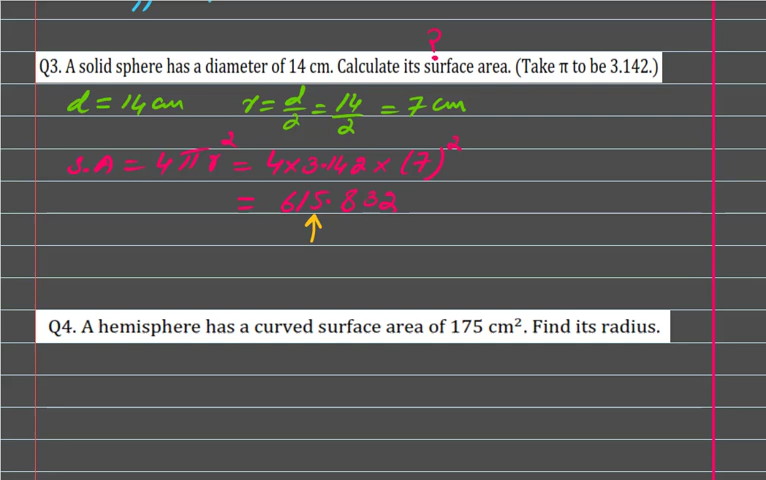 ?
Q3. A solid sphere has a diameter of 14 cm. Calculate its surface area. (Take π to be 3.142.)
d = 14 cm r = d/2 = 14/2 = 7 cm
S.A = 4πr² = 4×3.142×(7)²
= 615.832
Q4. A hemisphere has a curved surface area of 175 cm². Find its radius.